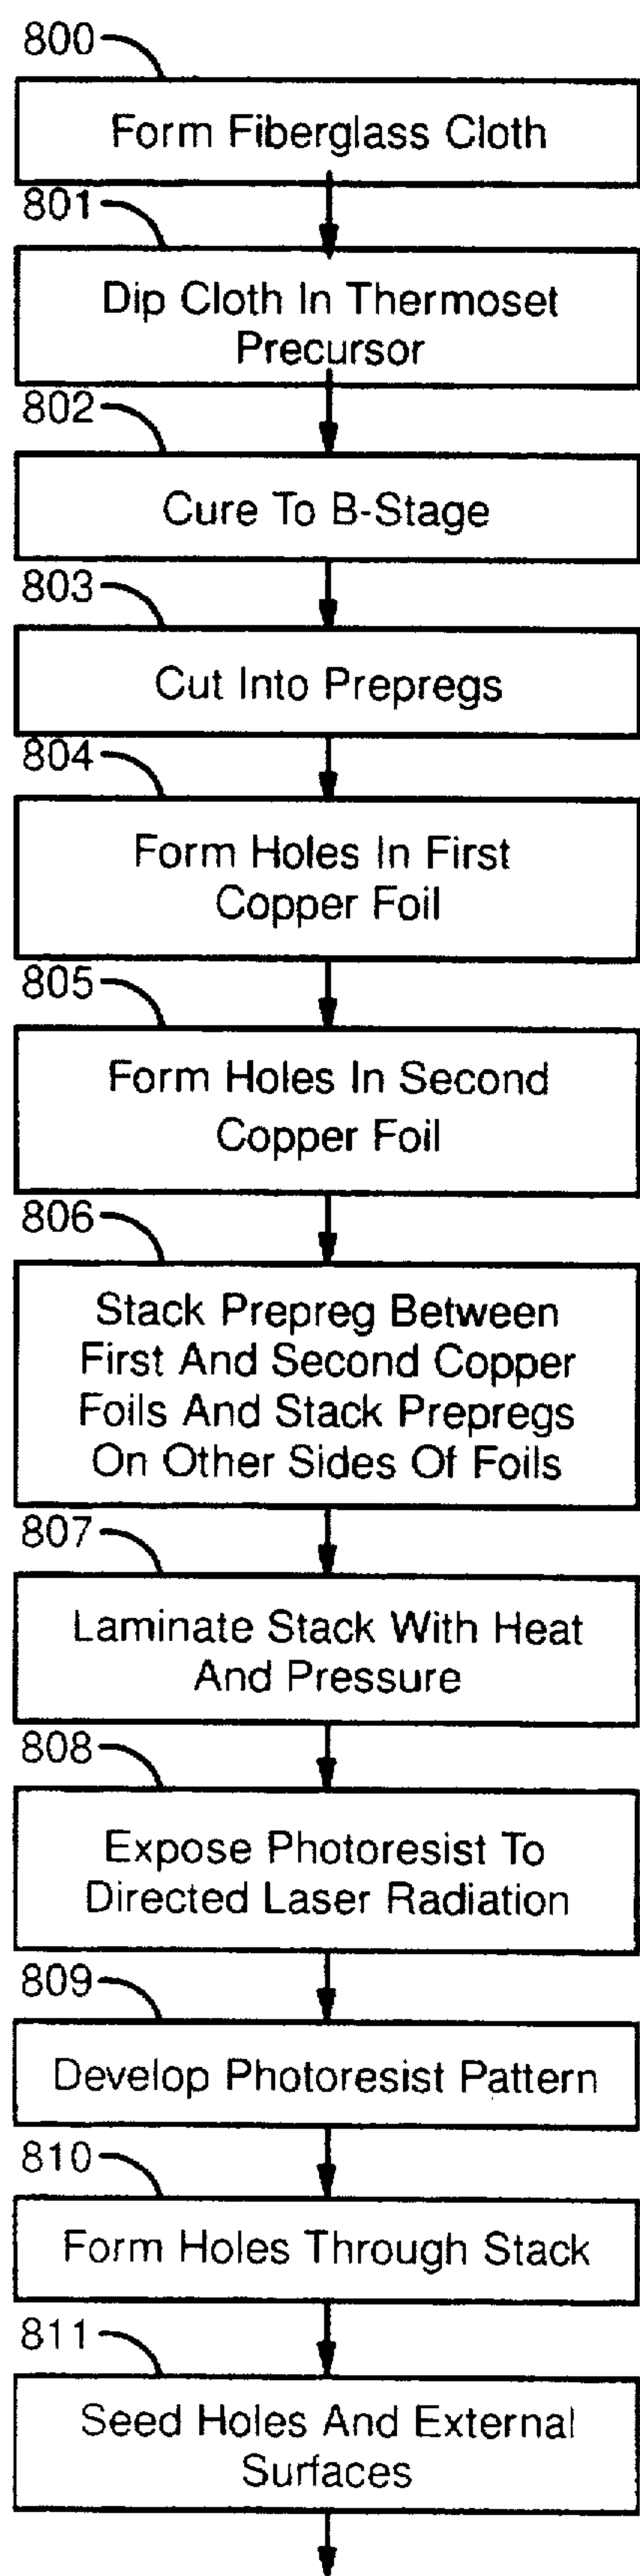 800
Form Fiberglass Cloth
801
Dip Cloth In Thermoset
Precursor
802
Cure To B-Stage
803
Cut Into Prepregs
804
Form Holes In First
Copper Foil
805
Form Holes In Second
Copper Foil
806
Stack Prepreg Between
First And Second Copper
Foils And Stack Prepregs
On Other Sides Of Foils
807
Laminate Stack With Heat
And Pressure
808
Expose Photoresist To
Directed Laser Radiation
809
Develop Photoresist Pattern
810
Form Holes Through Stack
811
Seed Holes And External
Surfaces